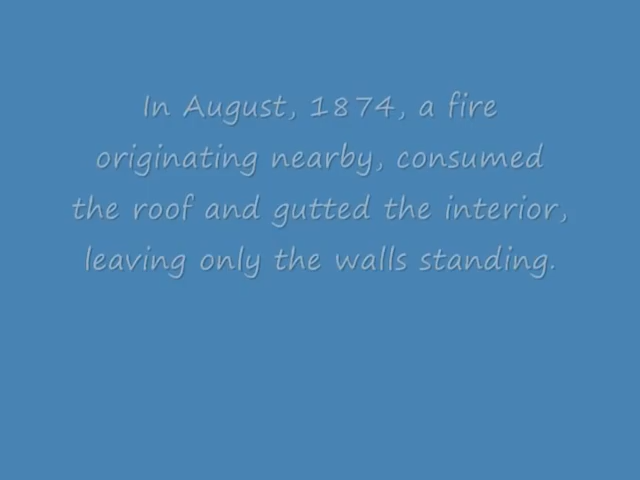 In August, 1874, a fire
originating nearby, consumed
the roof and gutted the interior,
leaving only the walls standing.